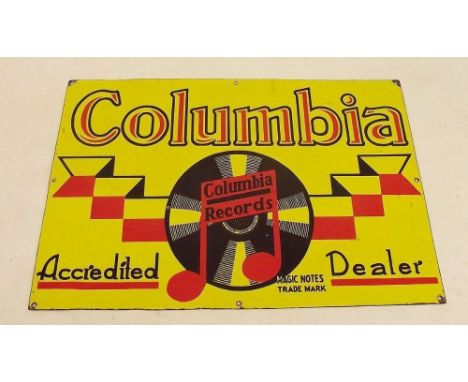 Columbia
Columbia
Records
Accredited
Dealer
MAGIC NOTES
TRADE MARK